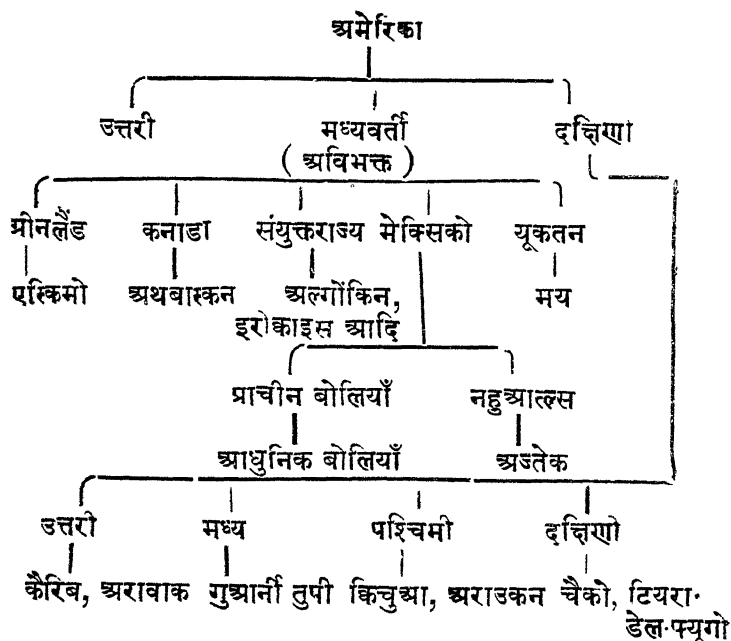 अमेरिका
उत्तरी मध्यवर्ती दक्षिणी
( अविभक्त )
ग्रीनलैंड कनाडा संयुक्तराज्य मेक्सिको यूकतन
एस्किमो अथबास्कन अल्गोंकिन, मय
इरोकाइस आदि
प्राचीन बोलियाँ नहुआत्ल्स
आधुनिक बोलियाँ अज्तेक
उत्तरी मध्य पश्चिमी दक्षिणी
कैरिब, अरावाक गुआर्नी तुपी क्विचुआ, अराउकन चैको, टियरा-
डेल-फ्यूगो